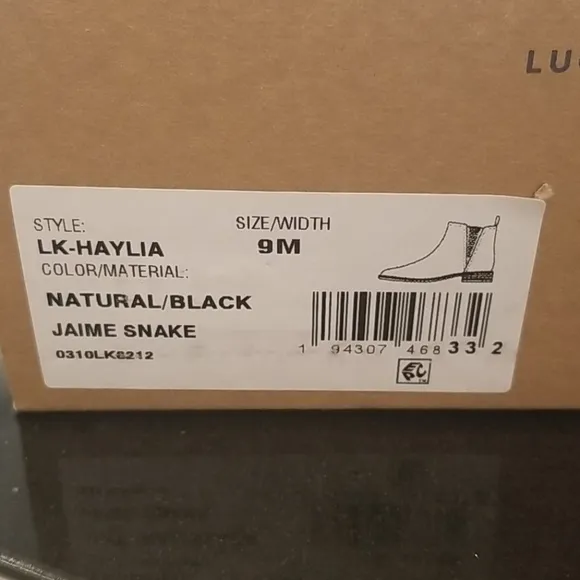 LU
STYLE:
SIZE/WIDTH
LK-HAYLIA
9M
COLOR/MATERIAL:
NATURAL/BLACK
JAIME SNAKE
0310LK8212
1 94307 46833 2